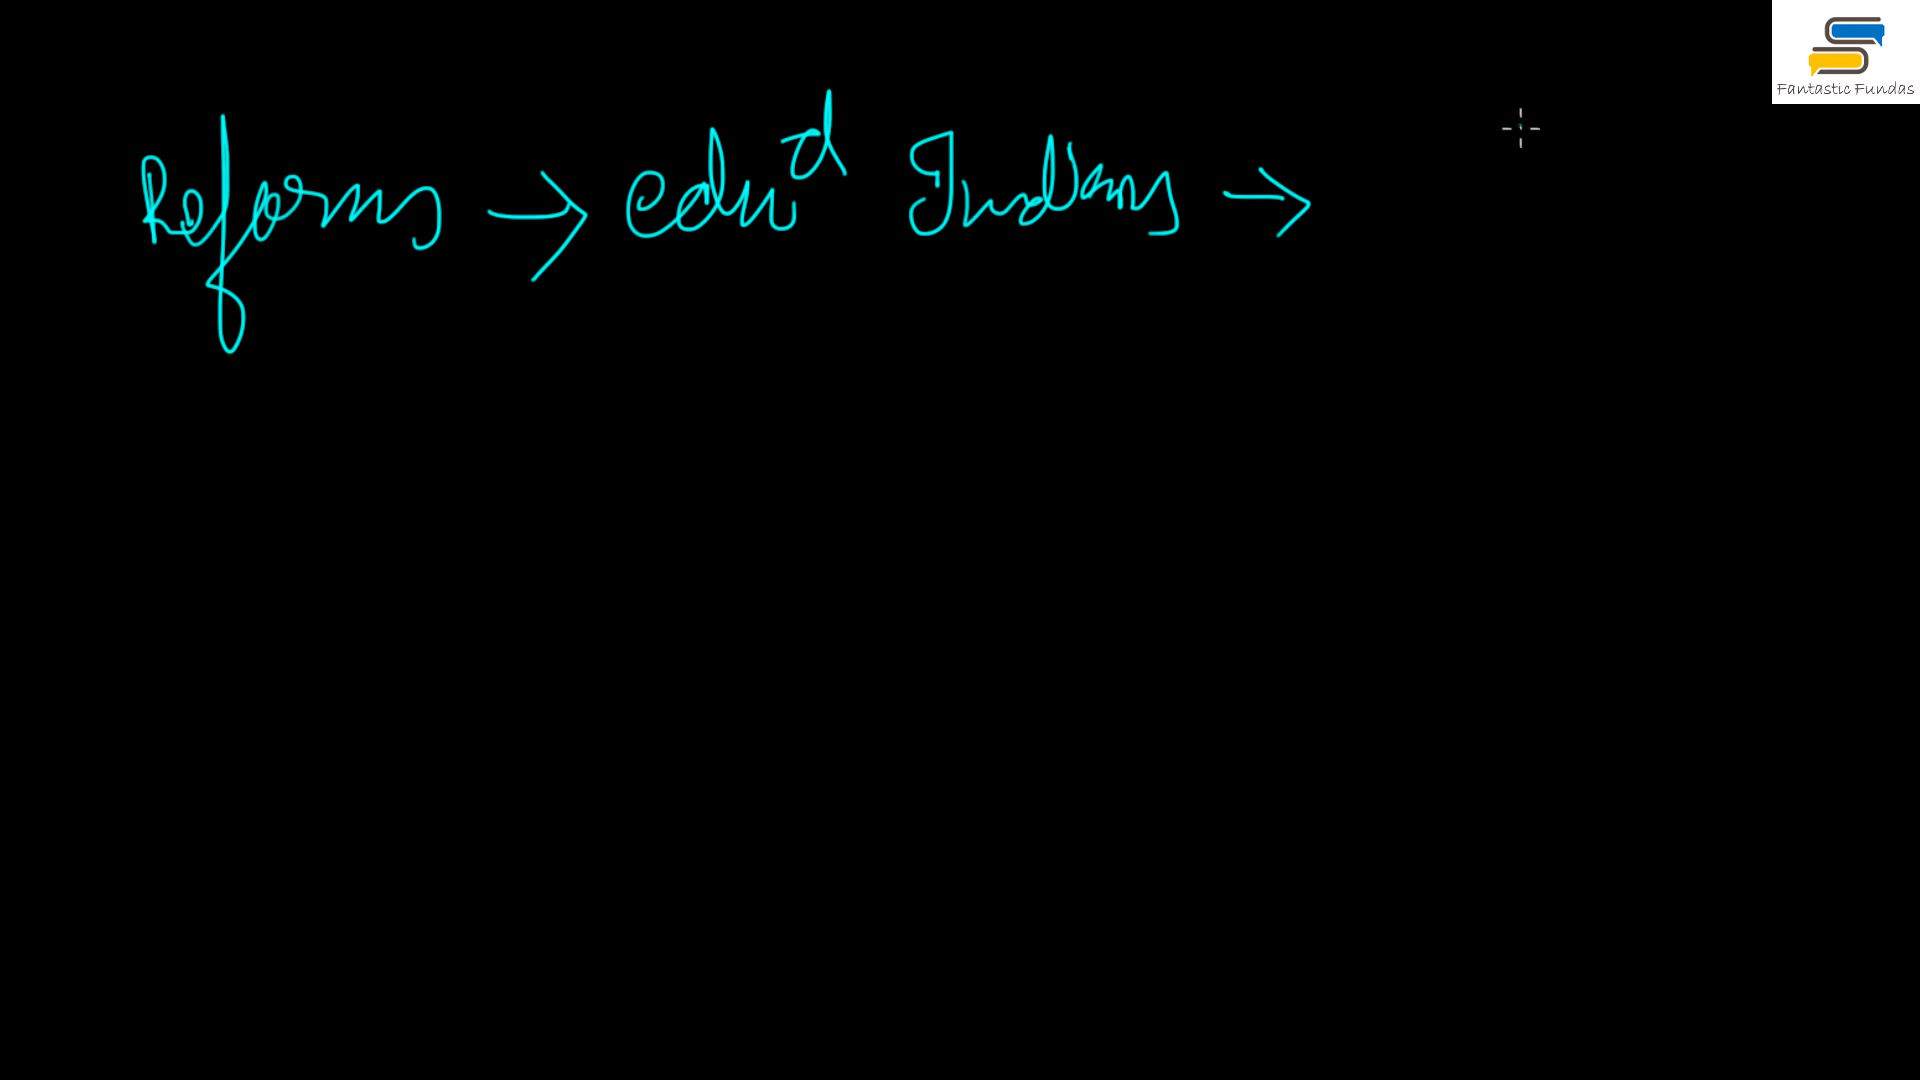 Fantastic Fundas
Reforms → edu^d Indians →